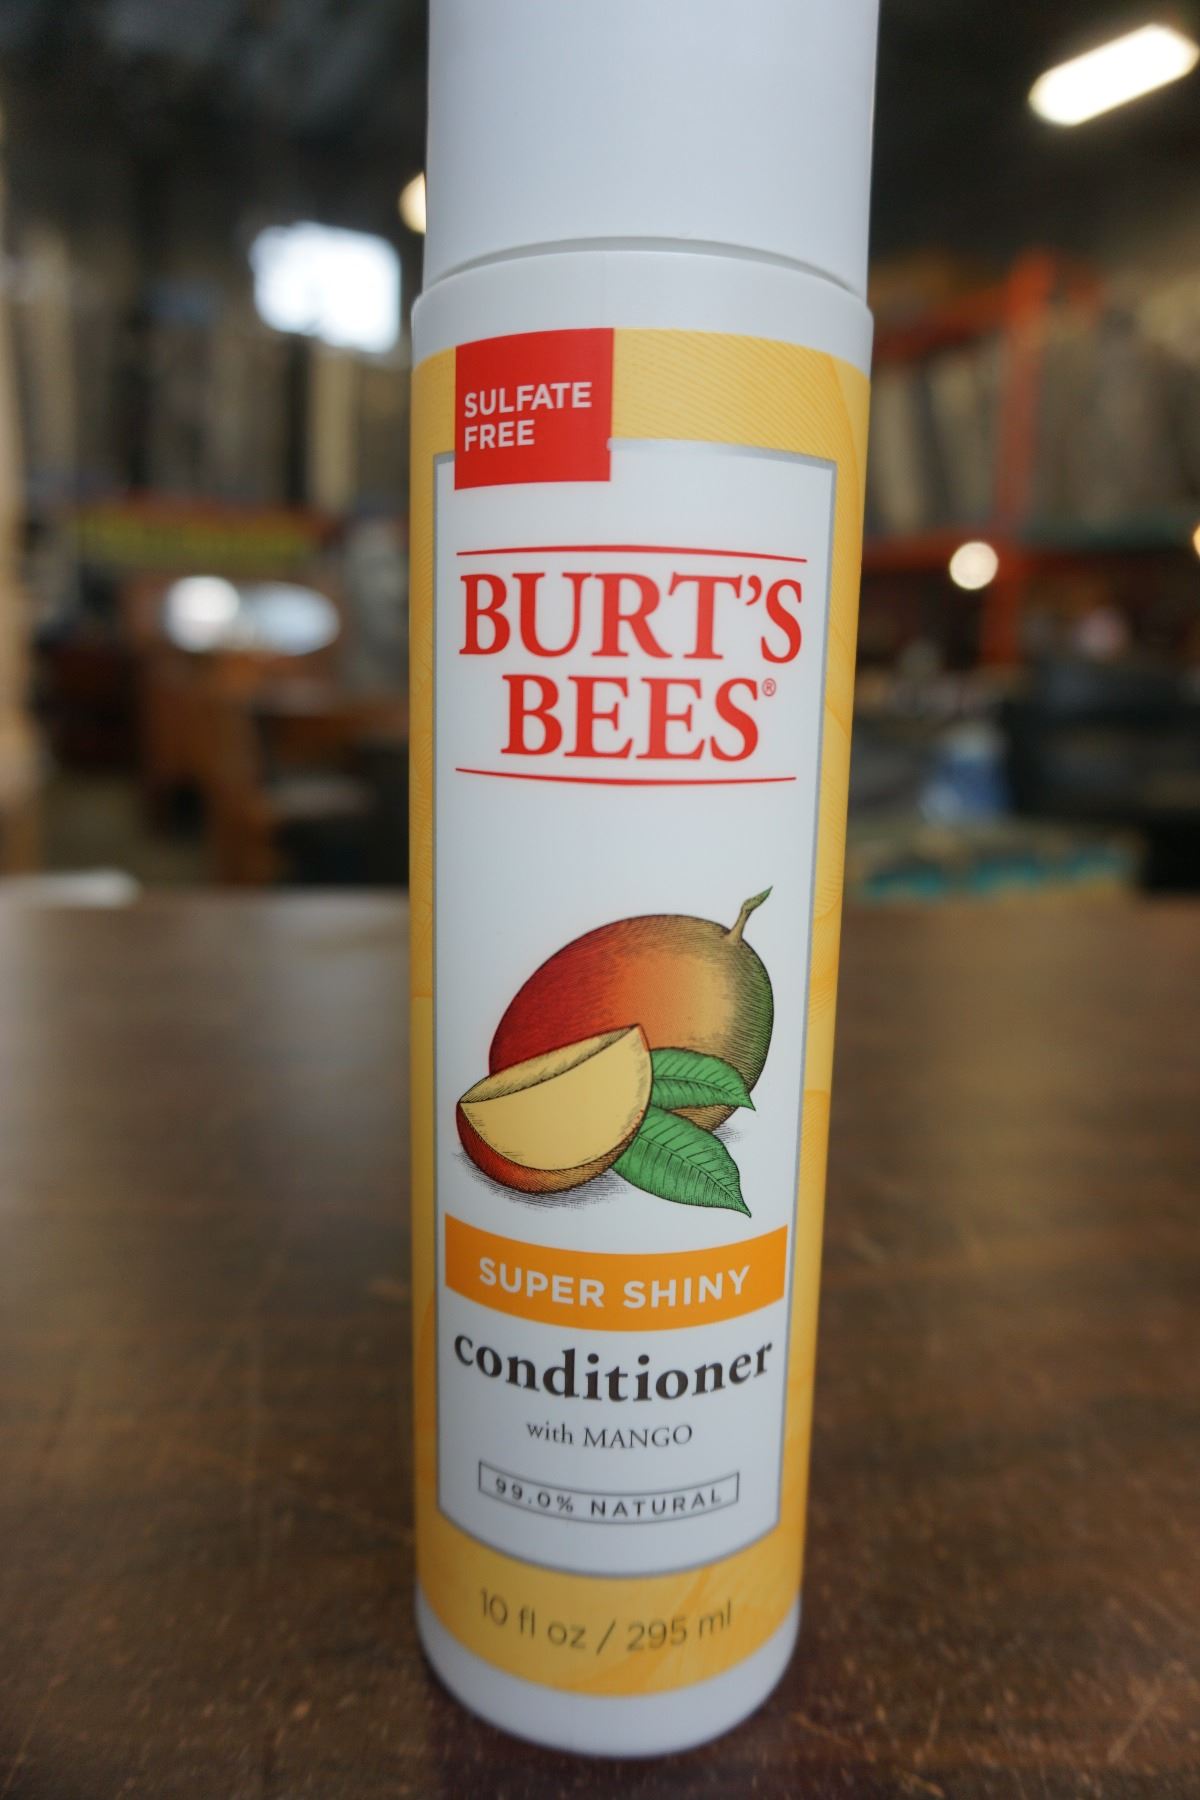 SULFATE
FREE
BURT'S
BEES®
SUPER SHINY
conditioner
with MANGO
99.0% NATURAL
10 fl oz / 295 ml